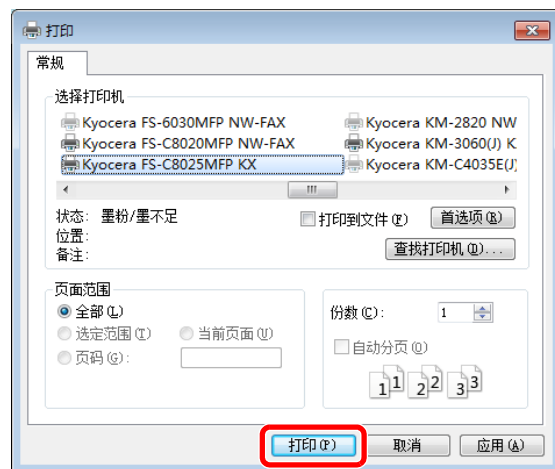 打印
常规
选择打印机
Kyocera FS-6030MFP NW-FAX
Kyocera KM-2820 NW
Kyocera FS-C8020MFP NW-FAX
Kyocera KM-3060(J) K
Kyocera FS-C8025MFP KX
Kyocera KM-C4035E(J)
状态: 墨粉/墨不足
打印到文件(F)
首选项(R)
位置:
备注:
查找打印机(D)...
页面范围
全部(L)
选定范围(T)
当前页面(U)
页码(G):
份数(C): 1
自动分页(O)
11 22 33
打印(P)
取消
应用(A)